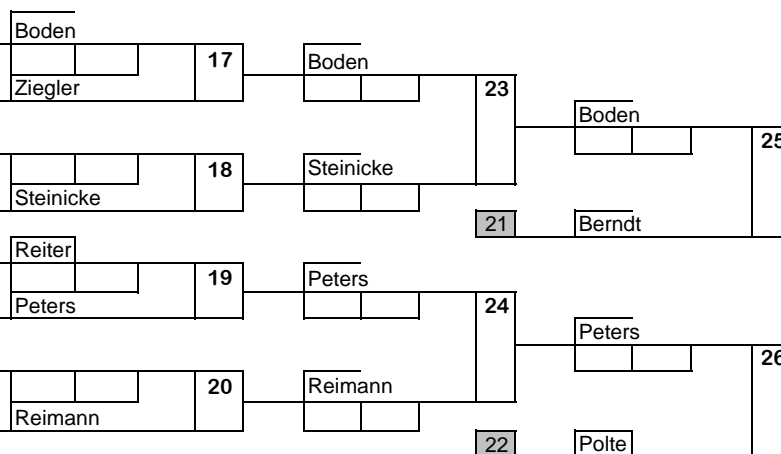 Boden
17
Boden
Ziegler
23
Boden
25
18
Steinicke
Steinicke
21
Berndt
Reiter
19
Peters
Peters
24
Peters
26
20
Reimann
Reimann
22
Polte